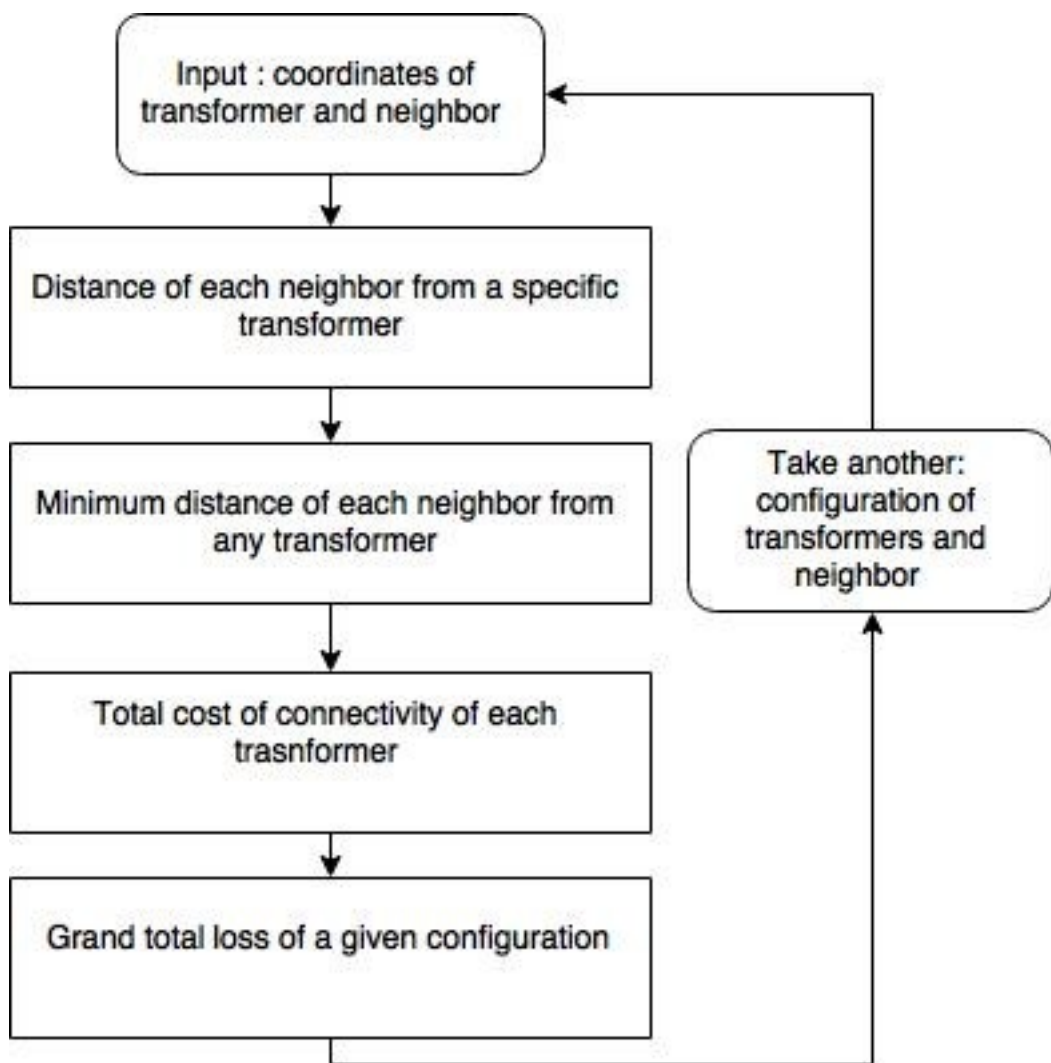 Input : coordinates of
transformer and neighbor
Distance of each neighbor from a specific
transformer
Minimum distance of each neighbor from
any transformer
Take another:
configuration of
transformers and
neighbor
Total cost of connectivity of each
trasnformer
Grand total loss of a given configuration